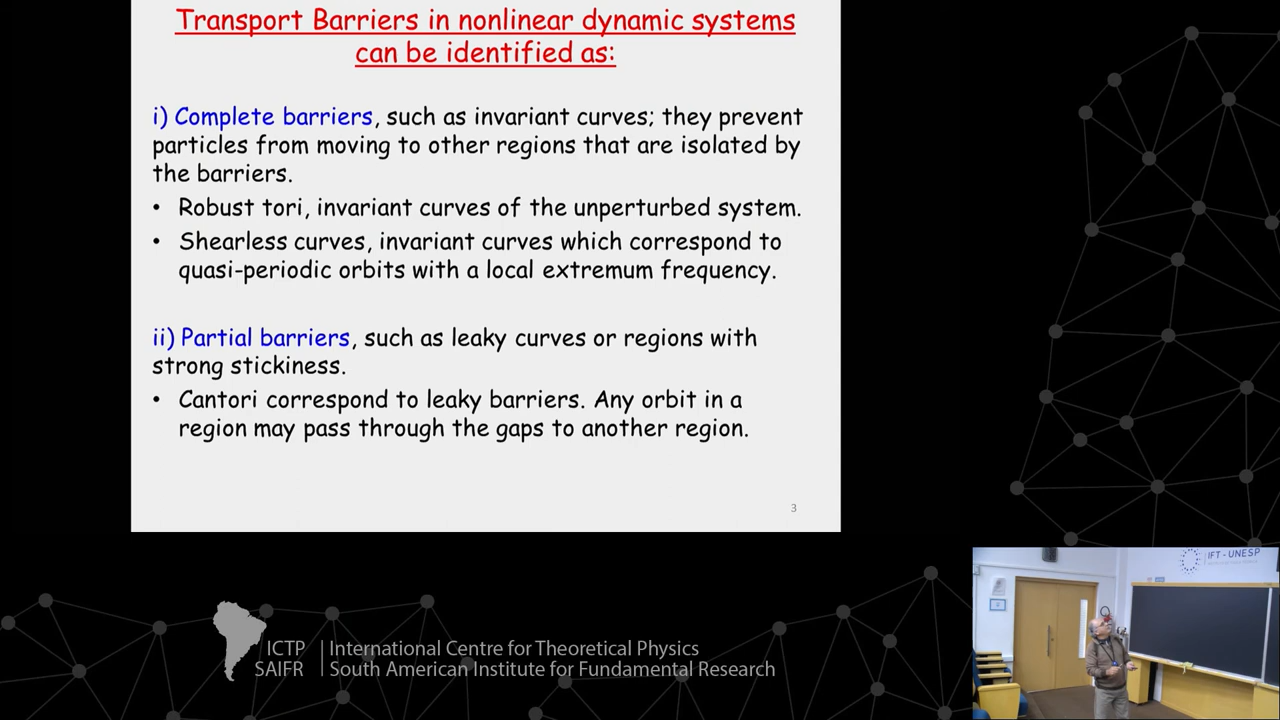 Transport Barriers in nonlinear dynamic systems
can be identified as:
i) Complete barriers, such as invariant curves; they prevent
particles from moving to other regions that are isolated by
the barriers.
• Robust tori, invariant curves of the unperturbed system.
• Shearless curves, invariant curves which correspond to
quasi-periodic orbits with a local extremum frequency.
ii) Partial barriers, such as leaky curves or regions with
strong stickiness.
• Cantori correspond to leaky barriers. Any orbit in a
region may pass through the gaps to another region.
3
IFT - UNESP
ICTP International Centre for Theoretical Physics
SAIFR South American Institute for Fundamental Research